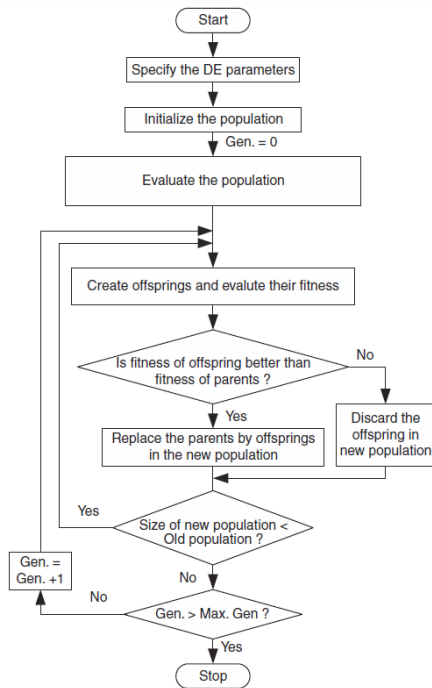 Start
Specify the DE parameters
Initialize the population
Gen. = 0
Evaluate the population
Create offsprings and evalute their fitness
Is fitness of offspring better than
fitness of parents ?
No
Yes
Replace the parents by offsprings
in the new population
Discard the
offspring in
new population
Yes
Size of new population <
Old population ?
No
Gen. =
Gen. +1
No
Gen. > Max. Gen ?
Yes
Stop